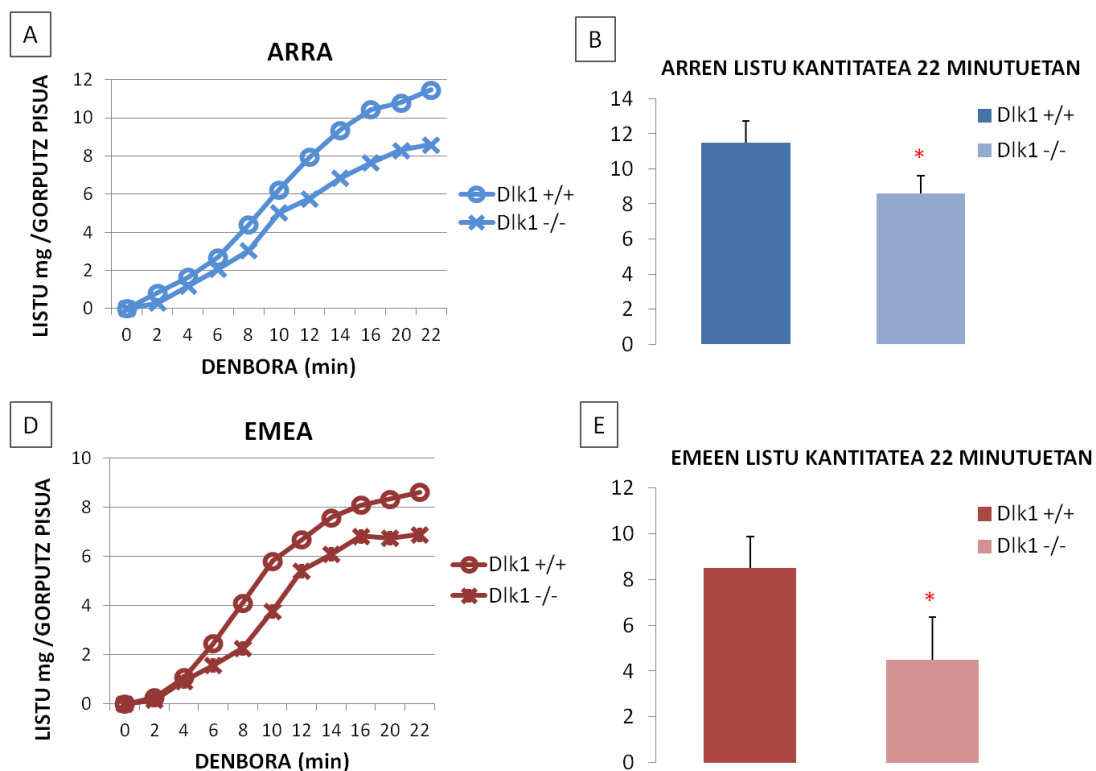 A
ARRA
LISTU mg /GORPUTZ PISUA
12
10
8
6
4
2
0
0 2 4 6 8 10 12 14 16 20 22
DENBORA (min)
Dlk1 +/+
Dlk1 -/-
B
ARREN LISTU KANTITATEA 22 MINUTUETAN
14
12
10
8
6
4
2
0
*
Dlk1 +/+
Dlk1 -/-
D
EMEA
LISTU mg /GORPUTZ PISUA
10
8
6
4
2
0
0 2 4 6 8 10 12 14 16 20 22
DENBORA (min)
Dlk1 +/+
Dlk1 -/-
E
EMEEN LISTU KANTITATEA 22 MINUTUETAN
12
10
8
6
4
2
0
*
Dlk1 +/+
Dlk1 -/-